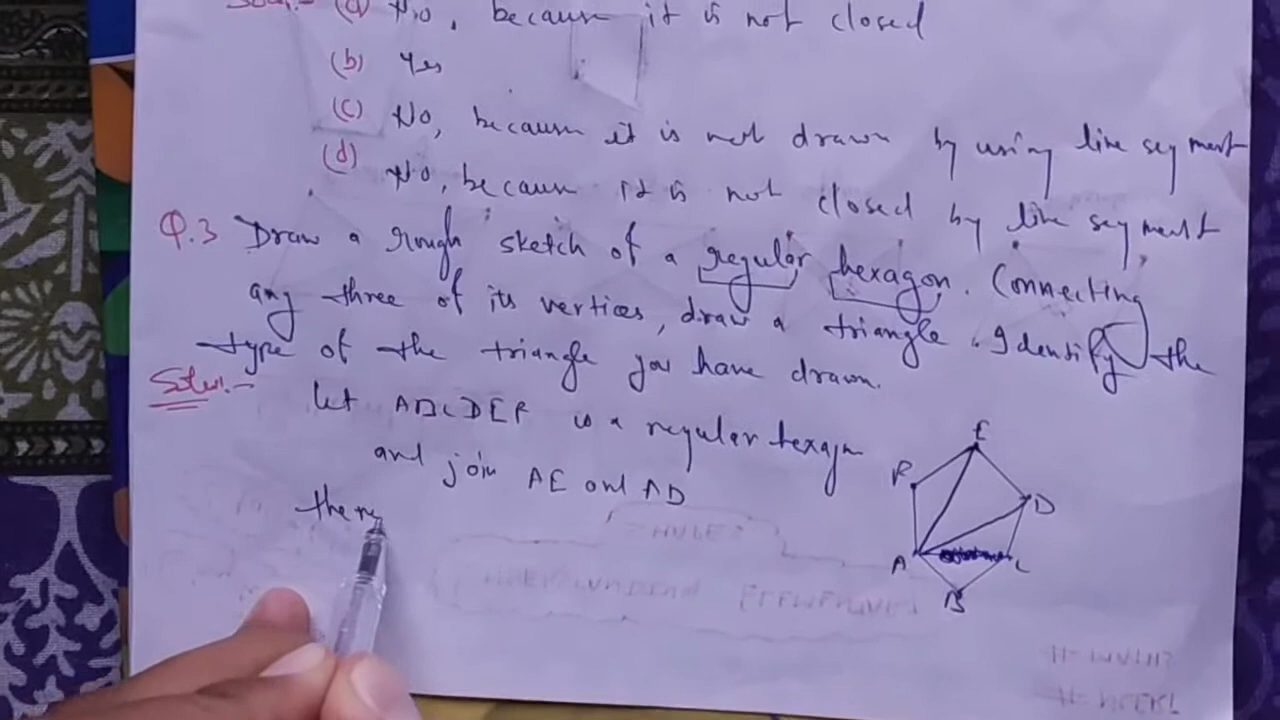 Soln:- (a) No, because it is not closed
(b) Yes
(c) No, because it is not drawn by using line segment
(d) No, because it is not closed by line segment
Q.3 Draw a rough sketch of a regular hexagon. Connecting
any three of its vertices, draw a triangle. Identify the
type of the triangle you have drawn.
Soln:- let ABCDEF is a regular hexagon
and join AE and AD
then
E
F
D
A
C
B